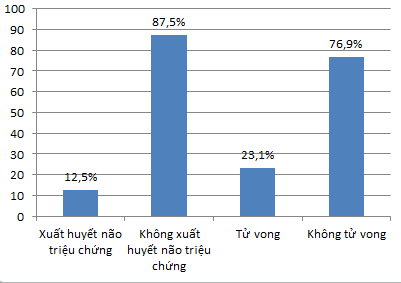 100
90
80
70
60
50
40
30
20
10
0
12,5%
87,5%
23,1%
76,9%
Xuất huyết não
triệu chứng
Không xuất
huyết não triệu
chứng
Tử vong
Không tử vong